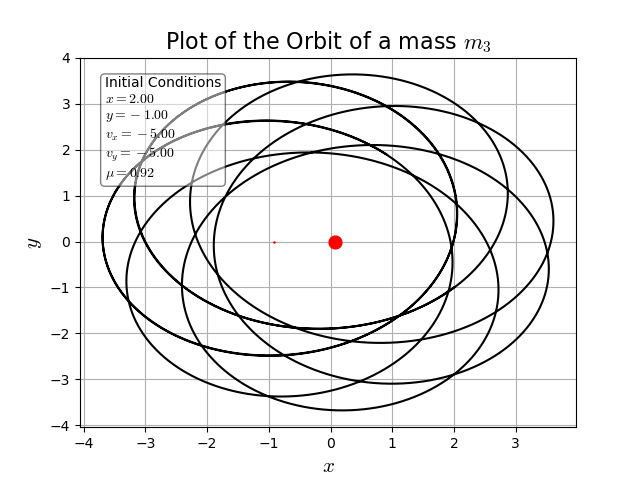 Plot of the Orbit of a mass m₃
Initial Conditions
x = 2.00
y = − 1.00
vₓ = −5.00
v_y = −5.00
μ = 0.92
4
3
2
1
0
−1
−2
−3
−4
y
−4 −3 −2 −1 0 1 2 3
x